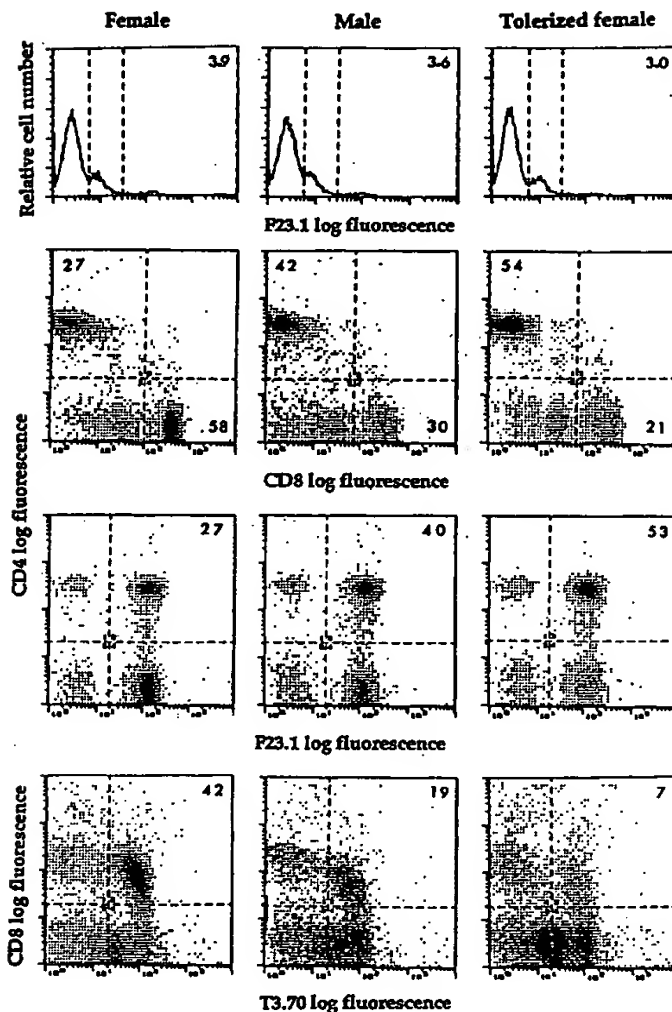 Female Male Tolerized female
3.9 3.6 3.0
Relative cell number
F23.1 log fluorescence
27 42 54
.58 30 21
CD8 log fluorescence
CD4 log fluorescence
27 40 53
F23.1 log fluorescence
42 19 7
CD8 log fluorescence
T3.70 log fluorescence